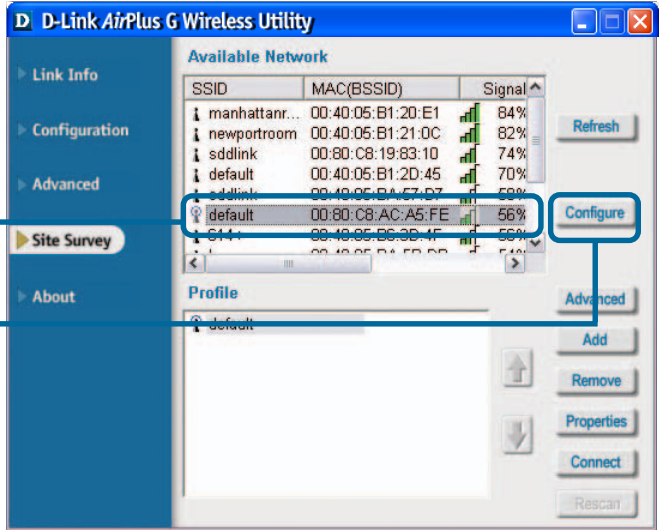 D D-Link AirPlus G Wireless Utility
Link Info
Configuration
Advanced
Site Survey
About
Available Network
SSID MAC(BSSID) Signal
manhattanr... 00:40:05:B1:20:E1 84%
newportroom 00:40:05:B1:21:0C 82%
sddlink 00:80:C8:19:83:10 74%
default 00:40:05:B1:2D:45 70%
sddlink 58%
default 00:80:C8:AC:A5:FE 56%
Refresh
Configure
Profile
default
Advanced
Add
Remove
Properties
Connect
Rescan